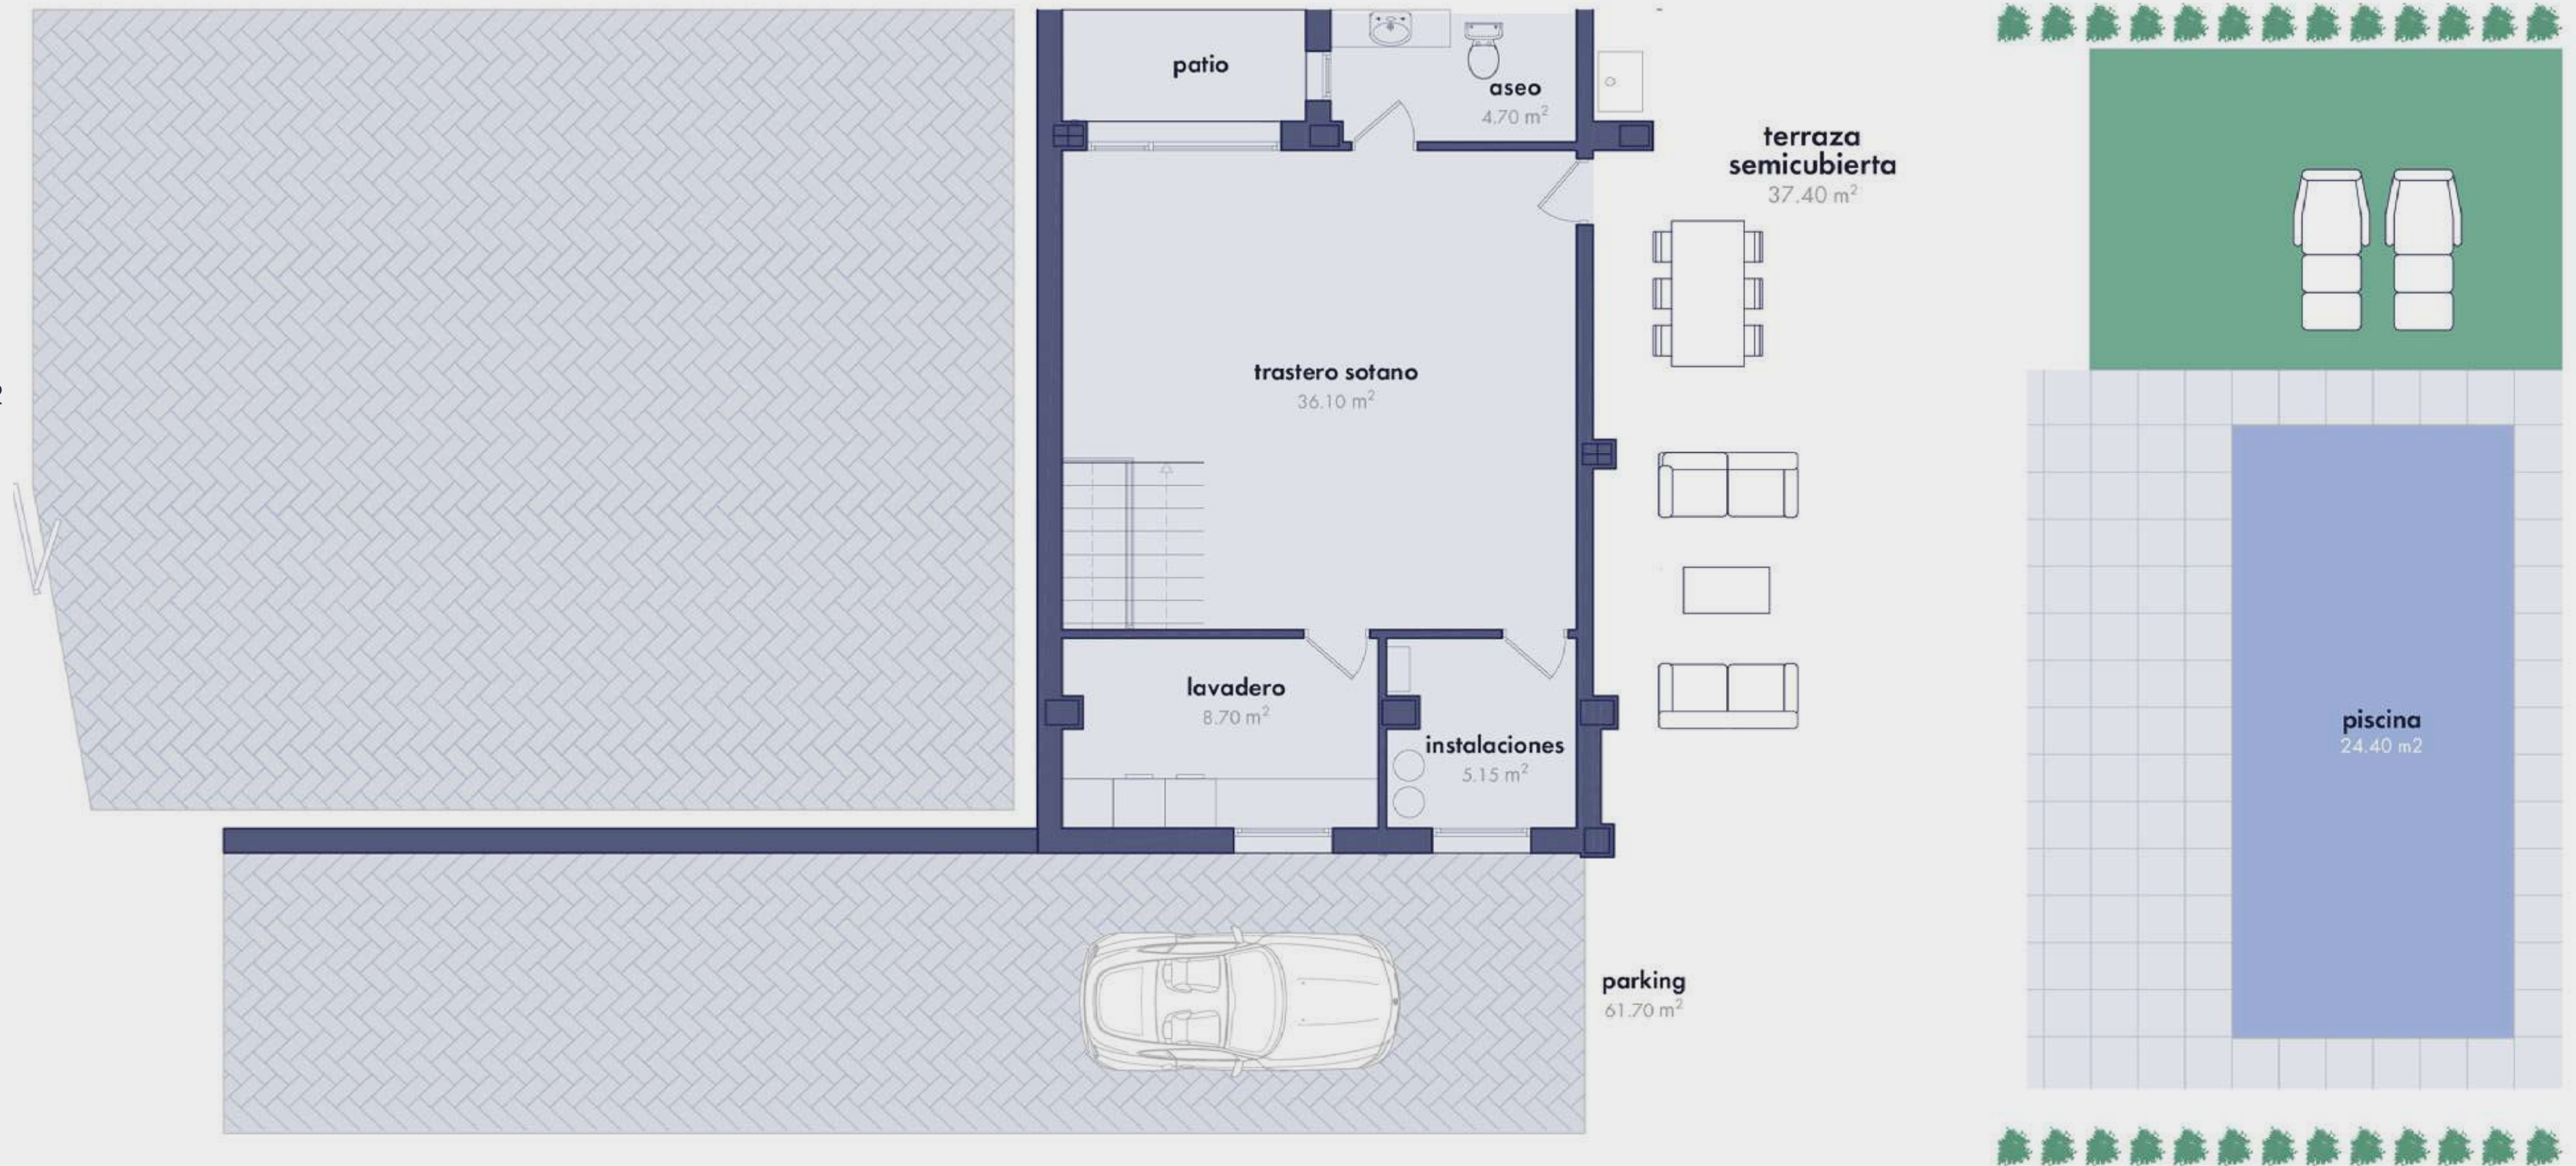 patio
aseo
4.70 m²
terraza
semicubierta
37.40 m²
trastero sotano
36.10 m²
lavadero
8.70 m²
instalaciones
5.15 m²
piscina
24.40 m2
parking
61.70 m²